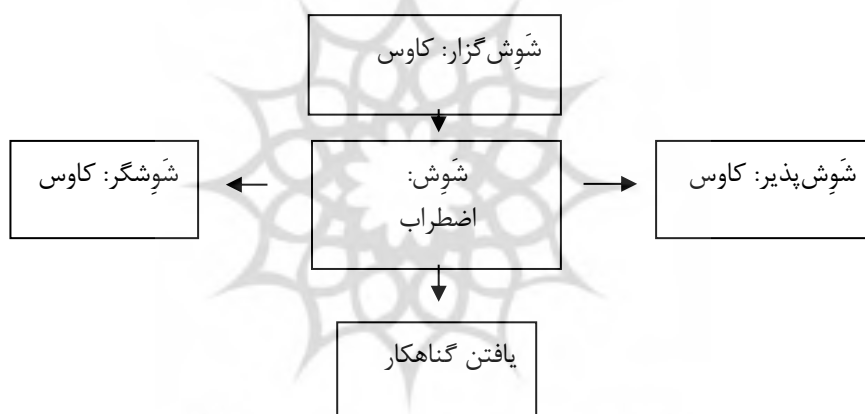 شَوِش‌گزار: کاوس
شَوِش‌پذیر: کاوس
شَوِش:
اضطراب
شَوِشگر: کاوس
یافتن گناهکار